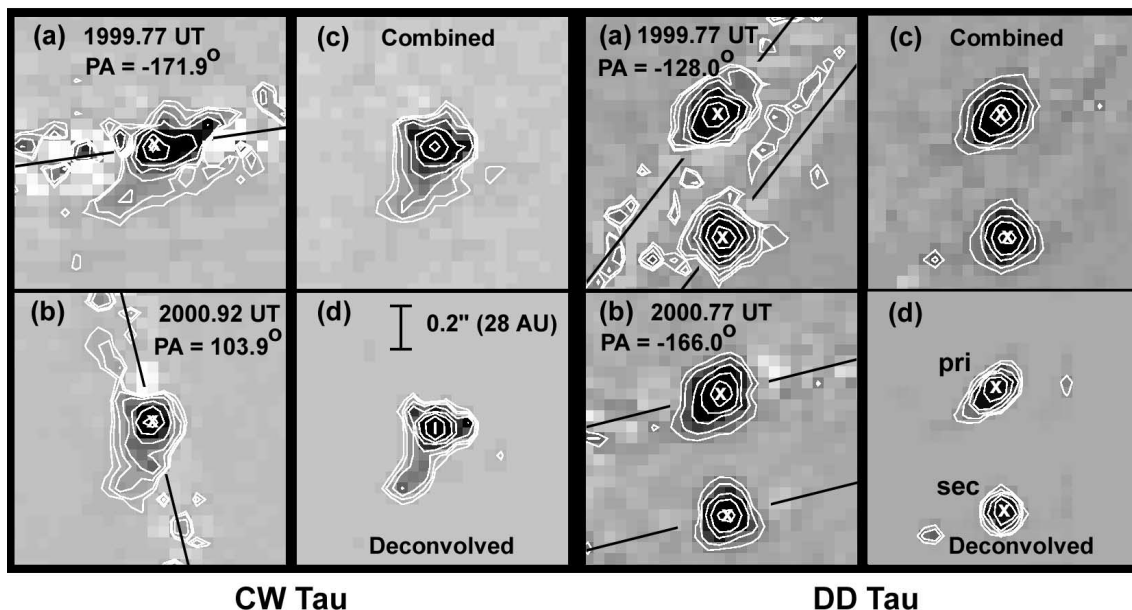 (a) 1999.77 UT
PA = -171.9°
x
(c) Combined
(b) 2000.92 UT
PA = 103.9°
x
(d) 0.2" (28 AU)
Deconvolved
CW Tau
(a) 1999.77 UT
PA = -128.0°
x
x
(c) Combined
x
x
(b) 2000.77 UT
PA = -166.0°
x
x
(d)
pri
x
sec
x
Deconvolved
DD Tau